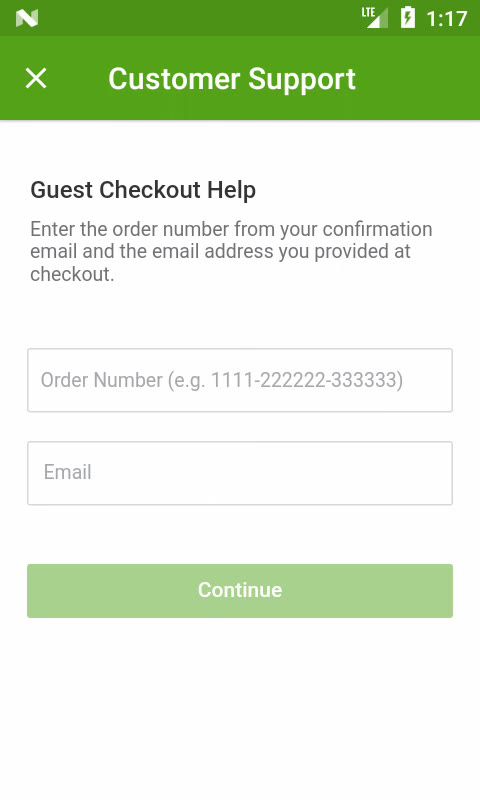 LTE 1:17
Customer Support
Guest Checkout Help
Enter the order number from your confirmation
email and the email address you provided at
checkout.
Order Number (e.g. 1111-222222-333333)
Email
Continue